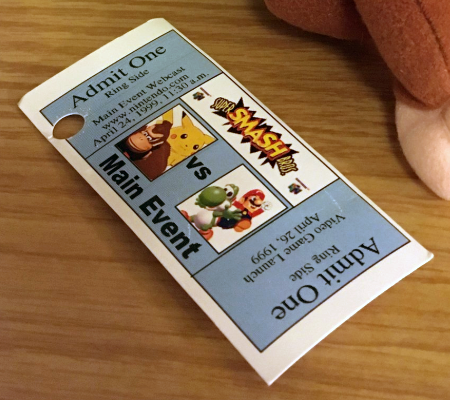 Admit One
Ring Side
Main Event Webcast
www.nintendo.com
April 24, 1999, 11:30 a.m.
SUPER
SMASH
BROS
vs
Main Event
Admit One
Ring Side
Video Game Launch
April 26, 1999